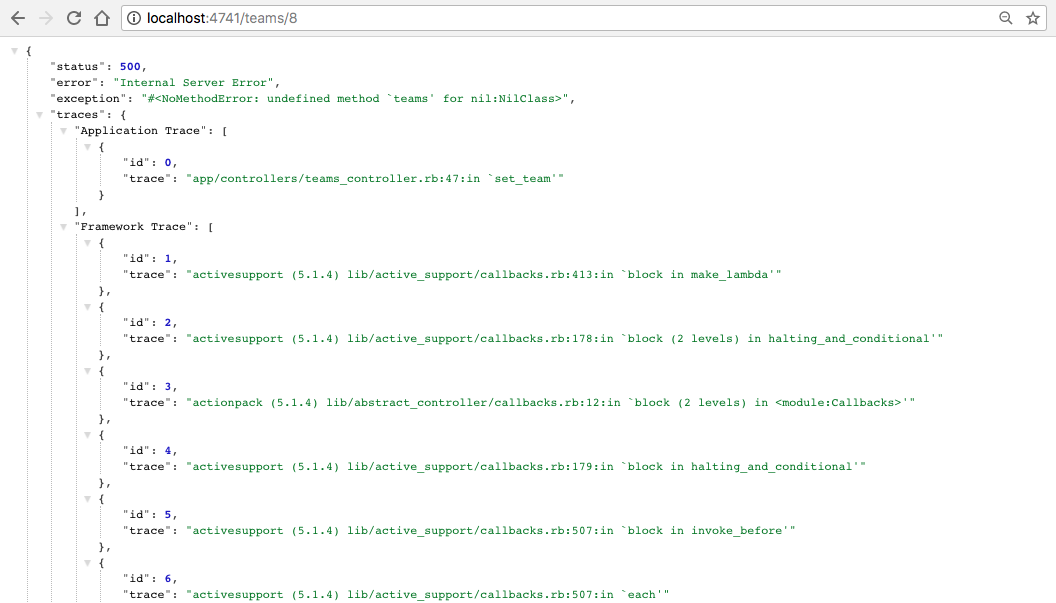 localhost:4741/teams/8
{
"status": 500,
"error": "Internal Server Error",
"exception": "#<NoMethodError: undefined method `teams' for nil:NilClass>",
"traces": {
"Application Trace": [
{
"id": 0,
"trace": "app/controllers/teams_controller.rb:47:in `set_team'"
}
],
"Framework Trace": [
{
"id": 1,
"trace": "activesupport (5.1.4) lib/active_support/callbacks.rb:413:in `block in make_lambda'"
},
{
"id": 2,
"trace": "activesupport (5.1.4) lib/active_support/callbacks.rb:178:in `block (2 levels) in halting_and_conditional'"
},
{
"id": 3,
"trace": "actionpack (5.1.4) lib/abstract_controller/callbacks.rb:12:in `block (2 levels) in <module:Callbacks>'"
},
{
"id": 4,
"trace": "activesupport (5.1.4) lib/active_support/callbacks.rb:179:in `block in halting_and_conditional'"
},
{
"id": 5,
"trace": "activesupport (5.1.4) lib/active_support/callbacks.rb:507:in `block in invoke_before'"
},
{
"id": 6,
"trace": "activesupport (5.1.4) lib/active_support/callbacks.rb:507:in `each'"